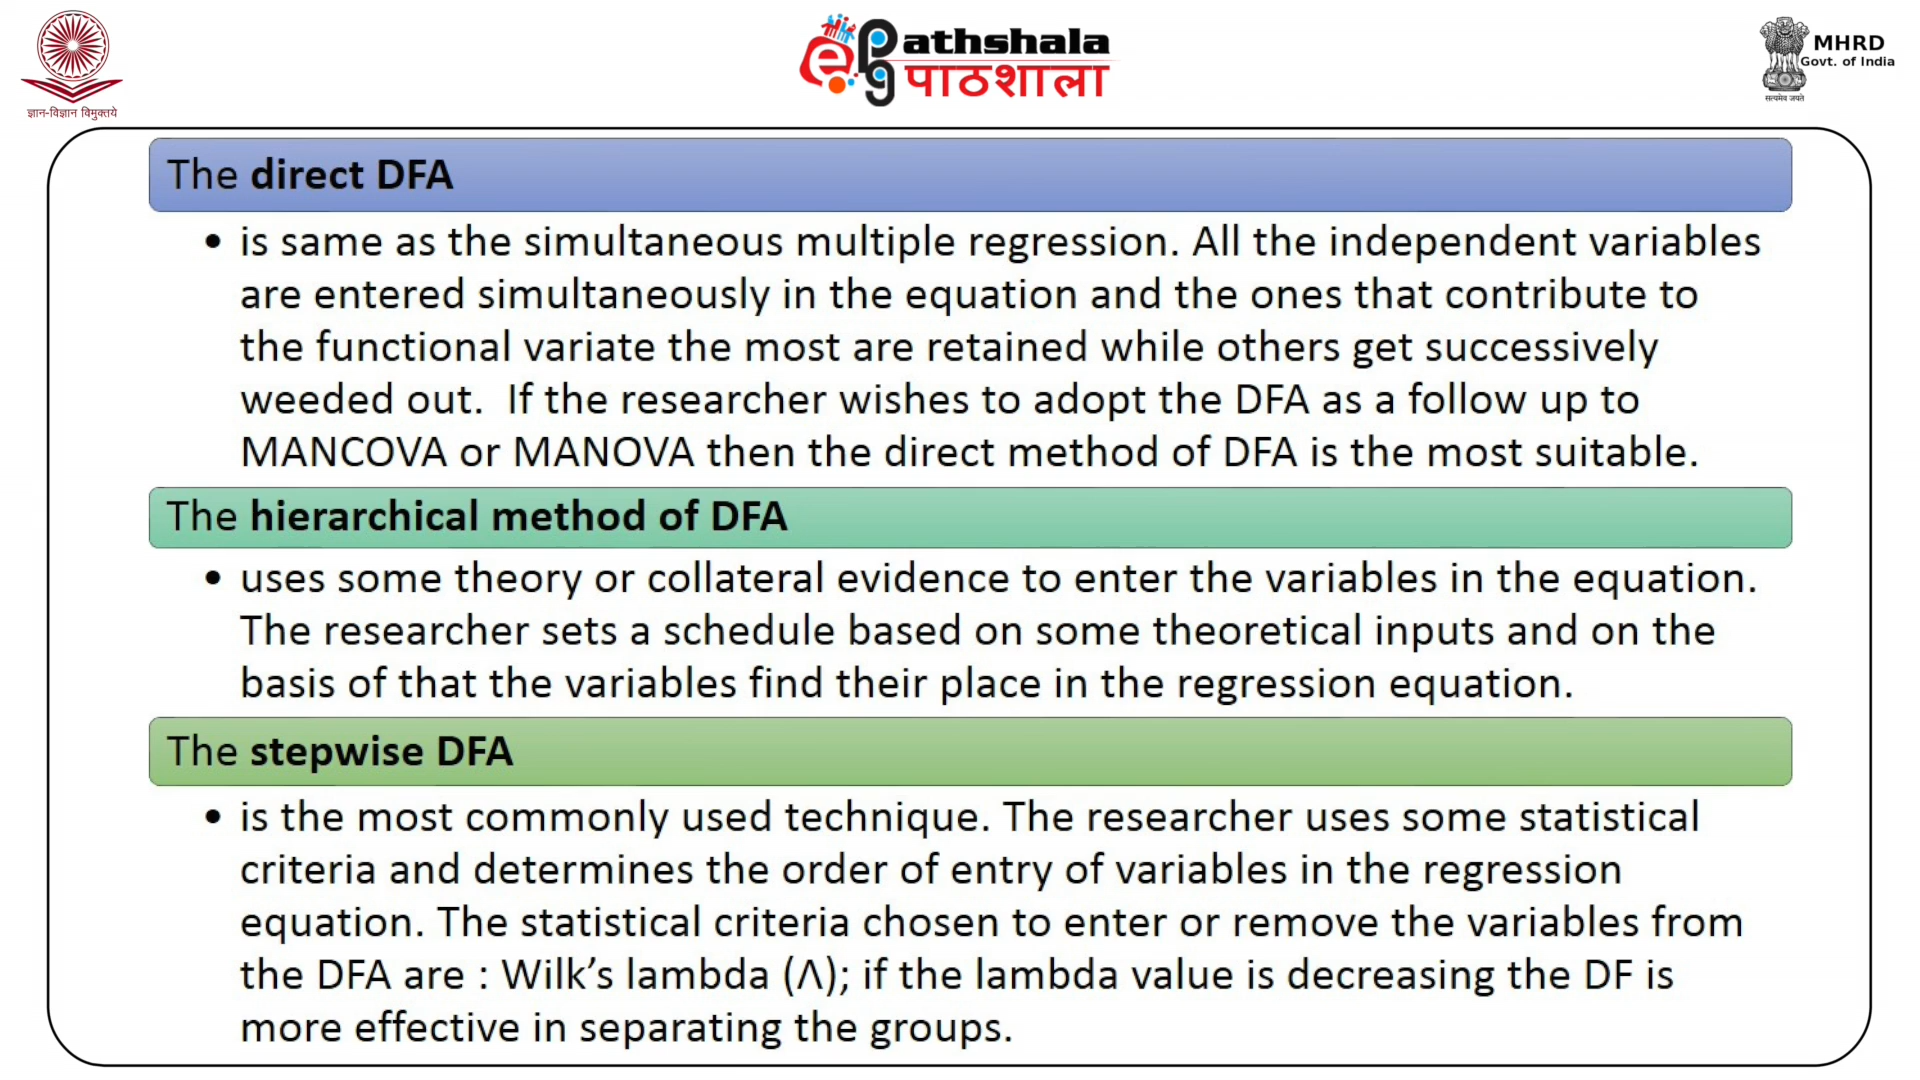 ज्ञान-विज्ञान विमुक्तये
e pg athshala
पाठशाला
MHRD
Govt. of India
सत्यमेव जयते
The direct DFA
• is same as the simultaneous multiple regression. All the independent variables
are entered simultaneously in the equation and the ones that contribute to
the functional variate the most are retained while others get successively
weeded out.  If the researcher wishes to adopt the DFA as a follow up to
MANCOVA or MANOVA then the direct method of DFA is the most suitable.
The hierarchical method of DFA
• uses some theory or collateral evidence to enter the variables in the equation.
The researcher sets a schedule based on some theoretical inputs and on the
basis of that the variables find their place in the regression equation.
The stepwise DFA
• is the most commonly used technique. The researcher uses some statistical
criteria and determines the order of entry of variables in the regression
equation. The statistical criteria chosen to enter or remove the variables from
the DFA are : Wilk’s lambda (Λ); if the lambda value is decreasing the DF is
more effective in separating the groups.